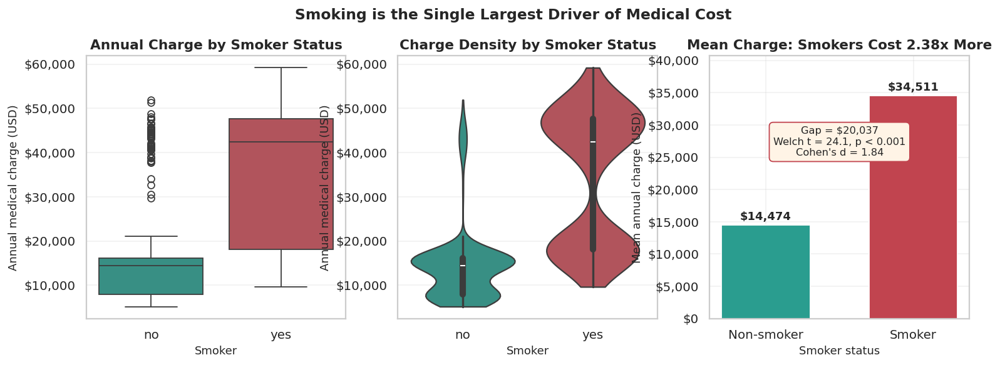 Smoking is the Single Largest Driver of Medical Cost
Annual Charge by Smoker Status
Annual medical charge (USD)
$60,000
$50,000
$40,000
$30,000
$20,000
$10,000
no
yes
Smoker
Charge Density by Smoker Status
Annual medical charge (USD)
$60,000
$50,000
$40,000
$30,000
$20,000
$10,000
no
yes
Smoker
Mean Charge: Smokers Cost 2.38x More
Mean annual charge (USD)
$40,000
$35,000
$30,000
$25,000
$20,000
$15,000
$10,000
$5,000
$0
$34,511
Gap = $20,037
Welch t = 24.1, p < 0.001
Cohen's d = 1.84
$14,474
Non-smoker
Smoker
Smoker status